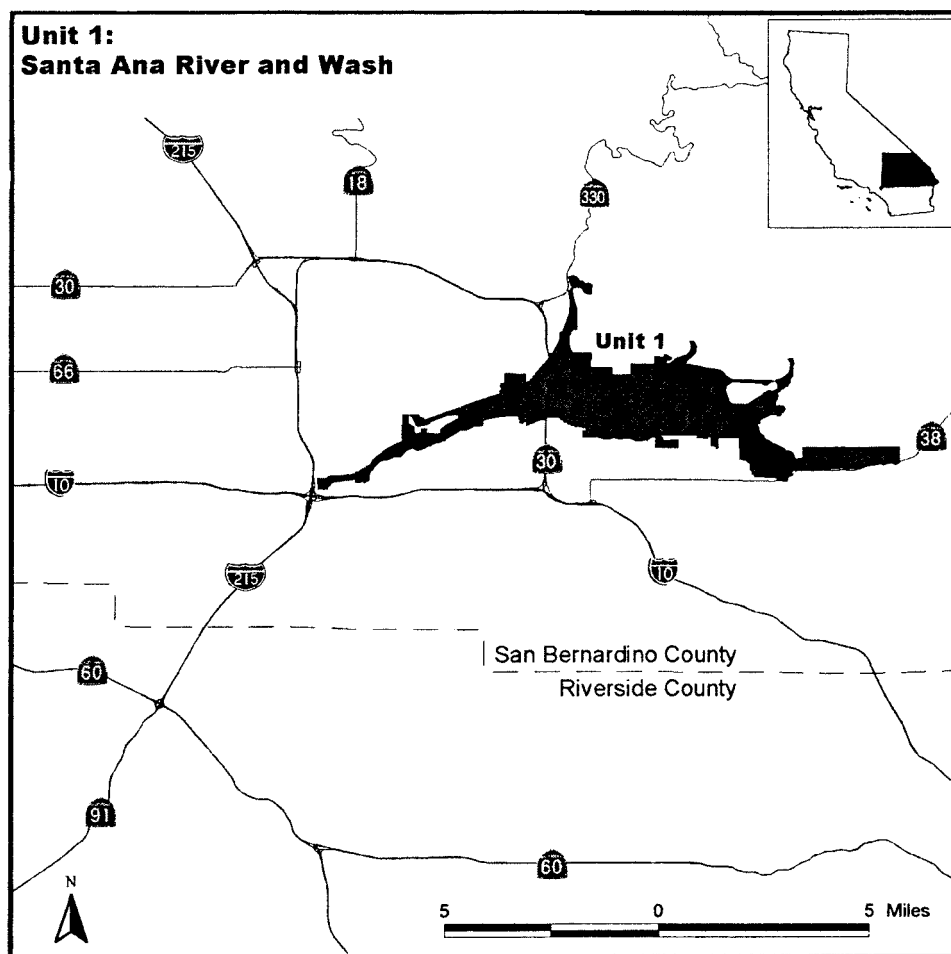 Unit 1:
Santa Ana River and Wash
215
18
330
30
66
Unit 1
38
30
10
215
10
San Bernardino County
Riverside County
60
91
60
N
5 0 5 Miles